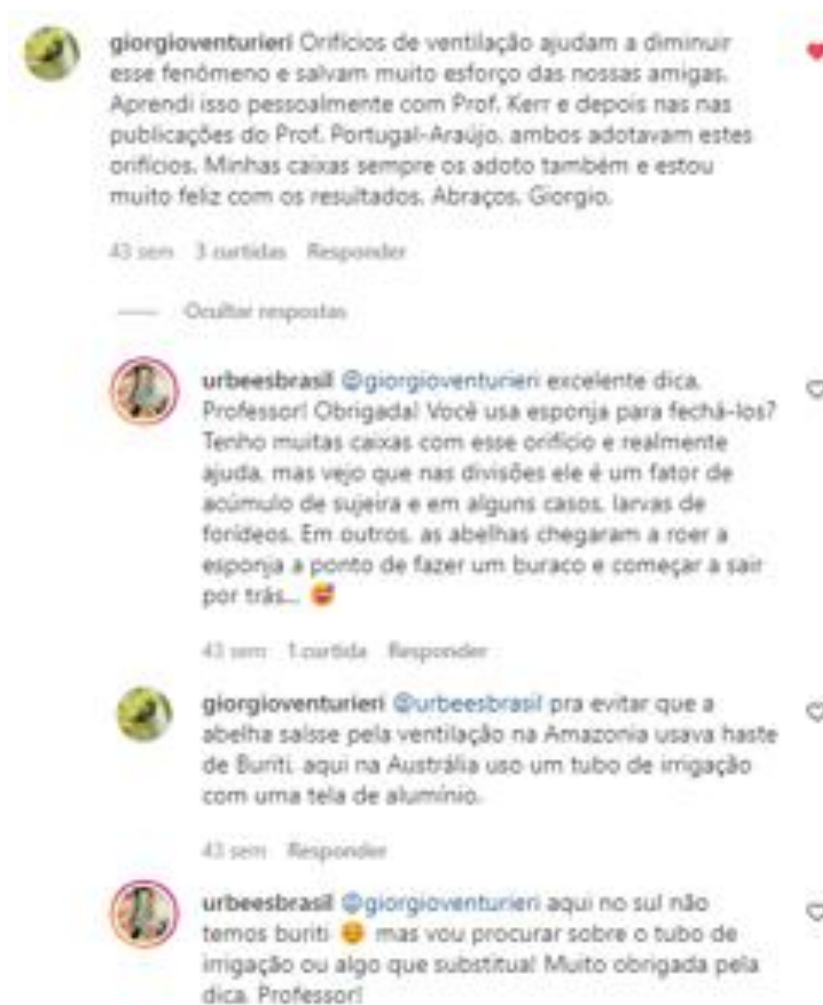 giorgioventurieri Orifícios de ventilação ajudam a diminuir
esse fenômeno e salvam muito esforço das nossas amigas.
Aprendi isso pessoalmente com Prof. Kerr e depois nas nas
publicações do Prof. Portugal-Araújo, ambos adotavam estes
orifícios. Minhas caixas sempre os adoto também e estou
muito feliz com os resultados. Abraços, Giorgio.
43 sem 3 curtidas Responder
Ocultar respostas
urbeesbrasil @giorgioventurieri excelente dica,
Professor! Obrigada! Você usa esponja para fechá-los?
Tenho muitas caixas com esse orifício e realmente
ajuda, mas vejo que nas divisões ele é um fator de
acúmulo de sujeira e em alguns casos, larvas de
forídeos. Em outros, as abelhas chegaram a roer a
esponja a ponto de fazer um buraco e começar a sair
por trás... 😅
43 sem 1 curtida Responder
giorgioventurieri @urbeesbrasil pra evitar que a
abelha saísse pela ventilação na Amazonia usava haste
de Buriti, aqui na Austrália uso um tubo de irrigação
com uma tela de alumínio.
43 sem Responder
urbeesbrasil @giorgioventurieri aqui no sul não
temos buriti 😔 mas vou procurar sobre o tubo de
irrigação ou algo que substitua! Muito obrigada pela
dica, Professor!